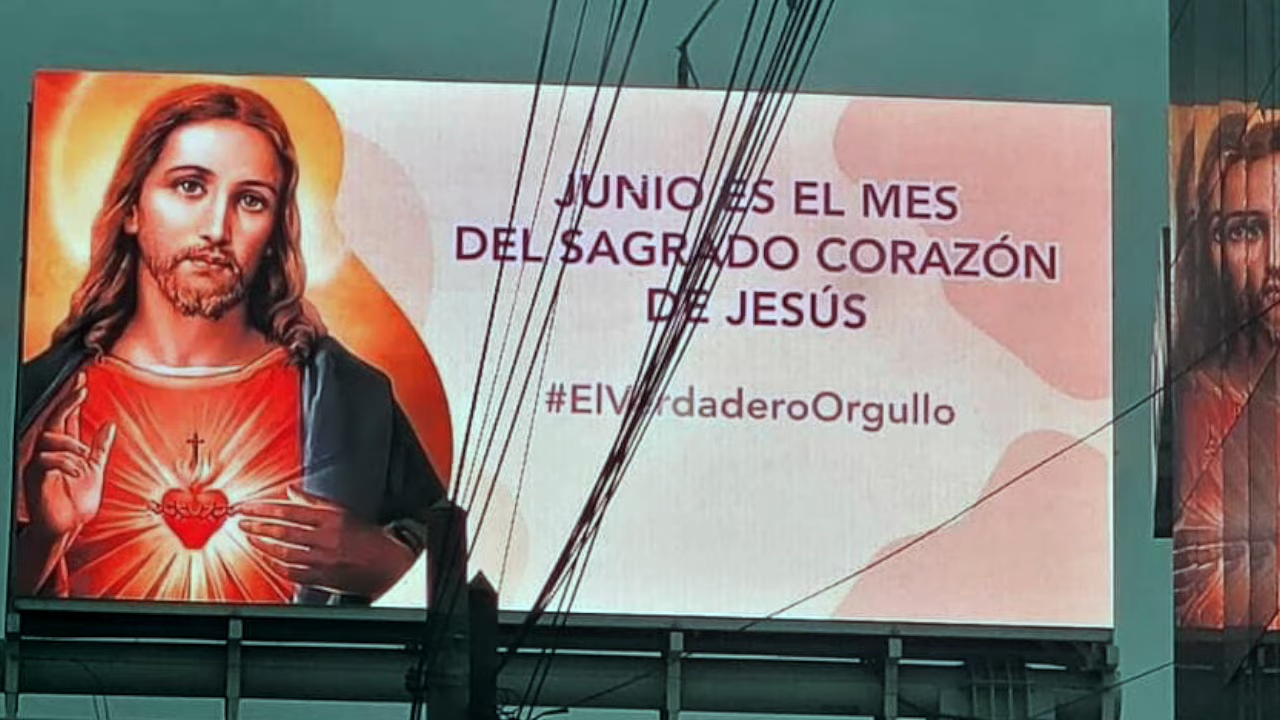 JUNIO ES EL MES
DEL SAGRADO CORAZÓN
DE JESÚS
#ElVerdaderoOrgullo